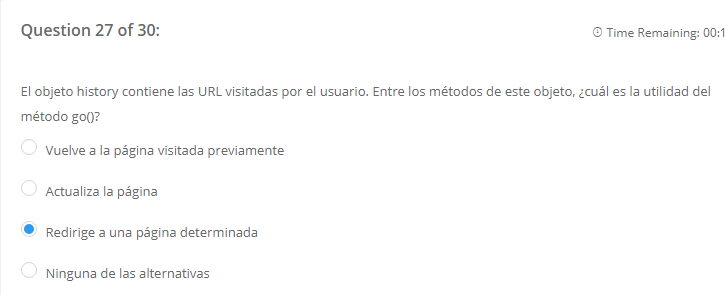 Question 27 of 30:
Time Remaining: 00:1
El objeto history contiene las URL visitadas por el usuario. Entre los métodos de este objeto, ¿cuál es la utilidad del
método go()?
Vuelve a la página visitada previamente
Actualiza la página
Redirige a una página determinada
Ninguna de las alternativas